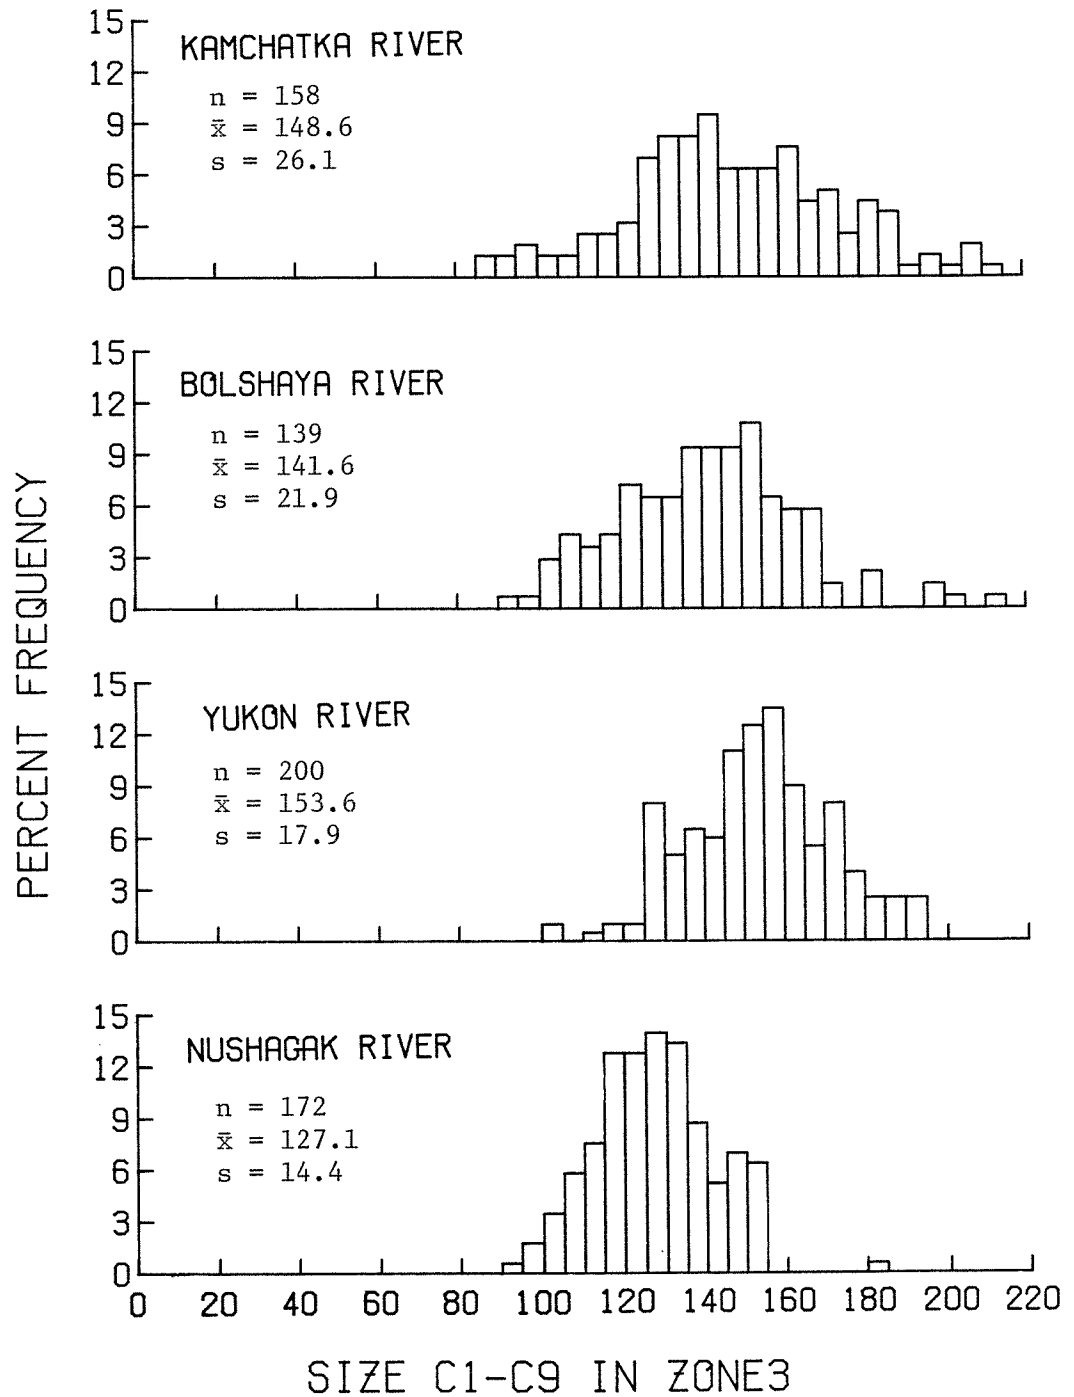 15
KAMCHATKA RIVER
12
n = 158
9
x̄ = 148.6
6
s = 26.1
3
0
15
BOLSHAYA RIVER
12
n = 139
9
x̄ = 141.6
6
s = 21.9
3
0
PERCENT FREQUENCY
15
YUKON RIVER
12
n = 200
9
x̄ = 153.6
6
s = 17.9
3
0
15
NUSHAGAK RIVER
12
n = 172
9
x̄ = 127.1
6
s = 14.4
3
0
0 20 40 60 80 100 120 140 160 180 200 220
SIZE C1-C9 IN ZONE3